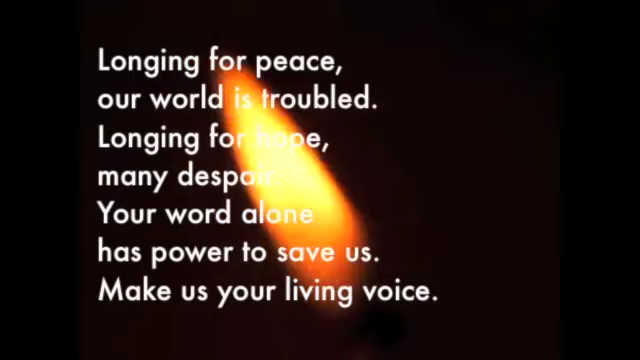 Longing for peace,
our world is troubled.
Longing for hope,
many despair.
Your word alone
has power to save us.
Make us your living voice.